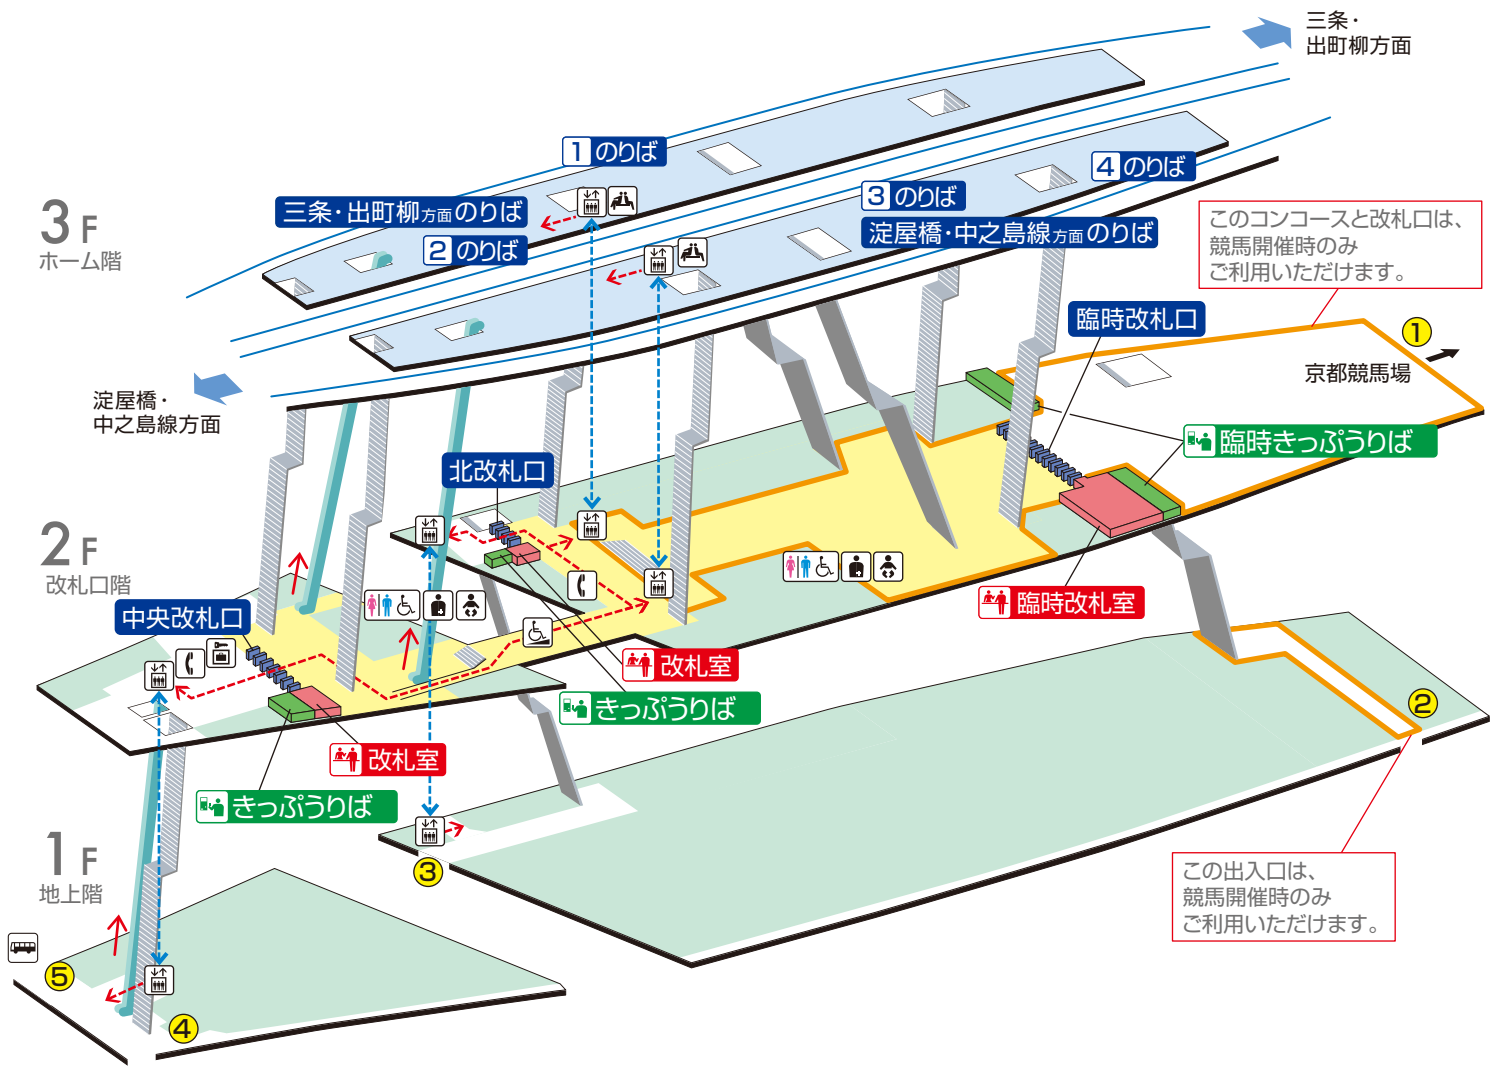 三条・
出町柳方面
1 のりば
4 のりば
3 F
ホーム階
三条・出町柳方面のりば
3 のりば
2 のりば
淀屋橋・中之島線方面のりば
このコンコースと改札口は、
競馬開催時のみ
ご利用いただけます。
臨時改札口
1
京都競馬場
淀屋橋・
中之島線方面
臨時きっぷうりば
北改札口
2 F
改札口階
臨時改札室
中央改札口
改札室
きっぷうりば
2
改札室
きっぷうりば
1 F
地上階
3
この出入口は、
競馬開催時のみ
ご利用いただけます。
5
4